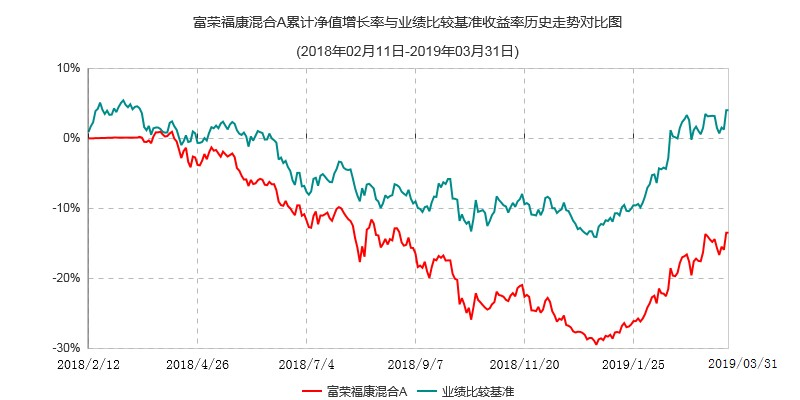 富荣福康混合A累计净值增长率与业绩比较基准收益率历史走势对比图
(2018年02月11日-2019年03月31日)
10%
0%
-10%
-20%
-30%
2018/2/12 2018/4/26 2018/7/4 2018/9/7 2018/11/20 2019/1/25 2019/03/31
富荣福康混合A 业绩比较基准